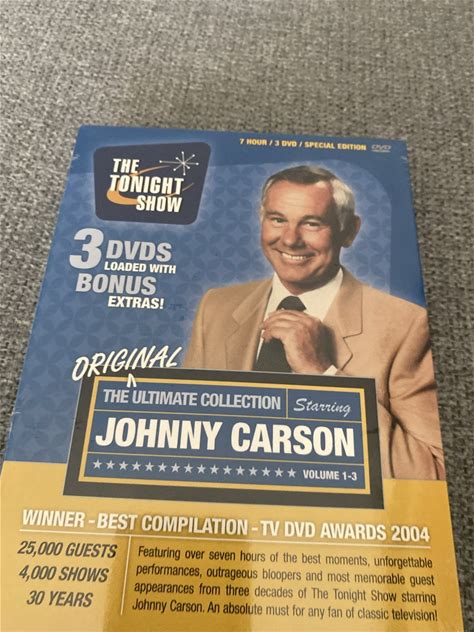 7 HOUR / 3 DVD / SPECIAL EDITION DVD
THE
TONIGHT
SHOW
3 DVDS
LOADED WITH
BONUS
EXTRAS!
ORIGINAL
THE ULTIMATE COLLECTION Starring
JOHNNY CARSON
VOLUME 1-3
WINNER - BEST COMPILATION - TV DVD AWARDS 2004
25,000 GUESTS
4,000 SHOWS
30 YEARS
Featuring over seven hours of the best moments, unforgettable
performances, outrageous bloopers and most memorable guest
appearances from three decades of The Tonight Show starring
Johnny Carson. An absolute must for any fan of classic television!